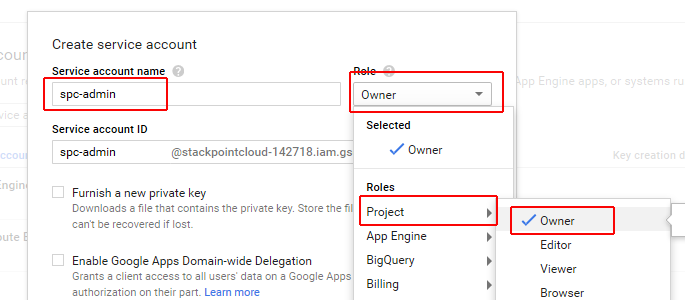 Create service account
Service account name
Role
spc-admin
Owner
App Engine apps, or systems ru
Selected
Owner
Service account ID
spc-admin @stackpointcloud-142718.iam.gs
Key creation d
Roles
Furnish a new private key
Downloads a file that contains the private key. Store the fil
can't be recovered if lost.
Project
Owner
App Engine
Editor
Enable Google Apps Domain-wide Delegation
BigQuery
Viewer
Grants a client access to all users' data on a Google Apps
authorization on their part. Learn more
Billing
Browser